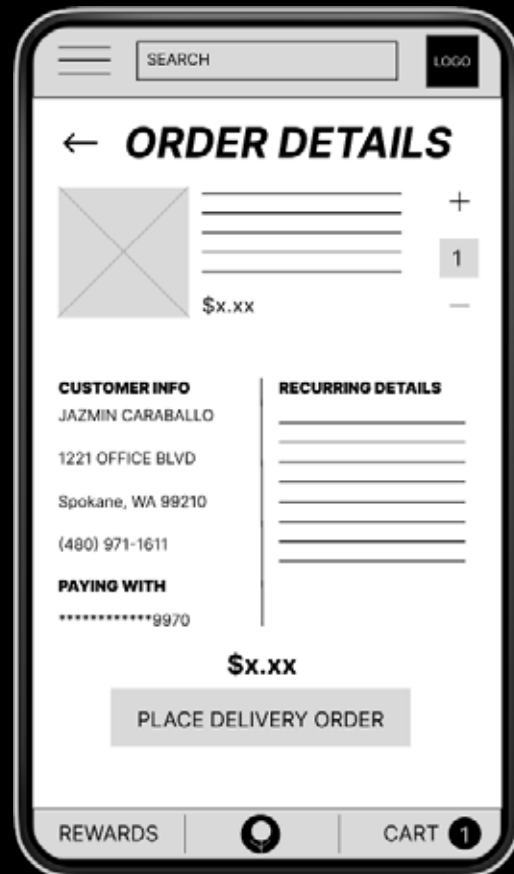 SEARCH
LOGO
← ORDER DETAILS
+
1
$x.xx
—
CUSTOMER INFO
JAZMIN CARABALLO
1221 OFFICE BLVD
Spokane, WA 99210
(480) 971-1611
PAYING WITH
************9970
RECURRING DETAILS
$x.xx
PLACE DELIVERY ORDER
REWARDS
CART 1